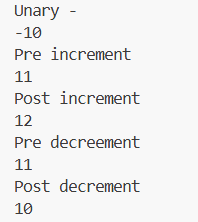 Unary -
-10
Pre increment
11
Post increment
12
Pre decreement
11
Post decrement
10